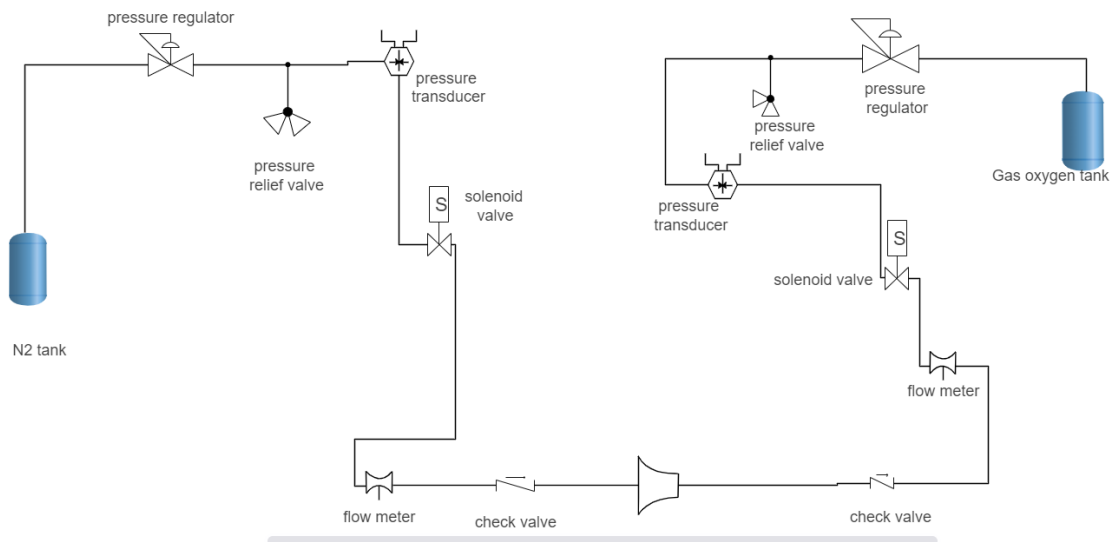 pressure regulator
pressure
transducer
pressure
relief valve
S
solenoid
valve
N2 tank
flow meter
check valve
pressure
regulator
pressure
relief valve
Gas oxygen tank
pressure
transducer
S
solenoid valve
flow meter
check valve